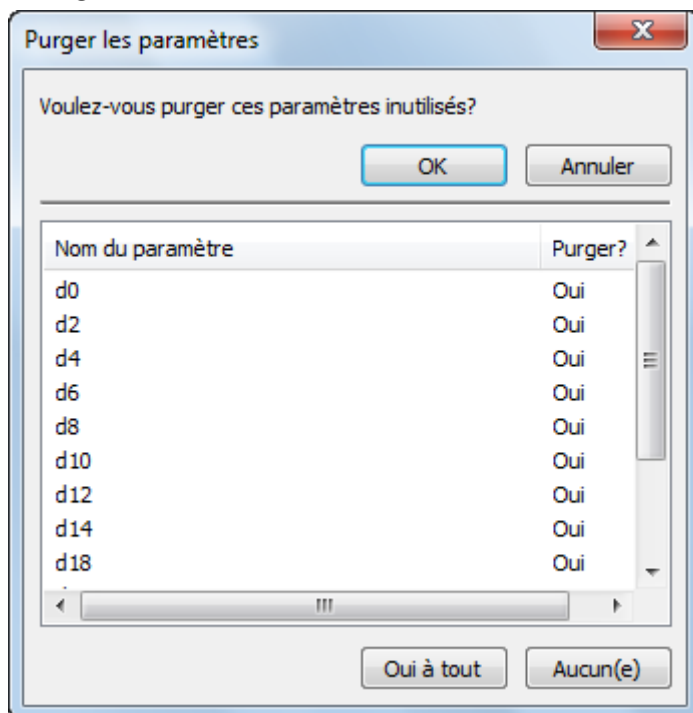 Purger les paramètres
Voulez-vous purger ces paramètres inutilisés?
OK Annuler
Nom du paramètre Purger?
d0 Oui
d2 Oui
d4 Oui
d6 Oui
d8 Oui
d10 Oui
d12 Oui
d14 Oui
d18 Oui
Oui à tout Aucun(e)